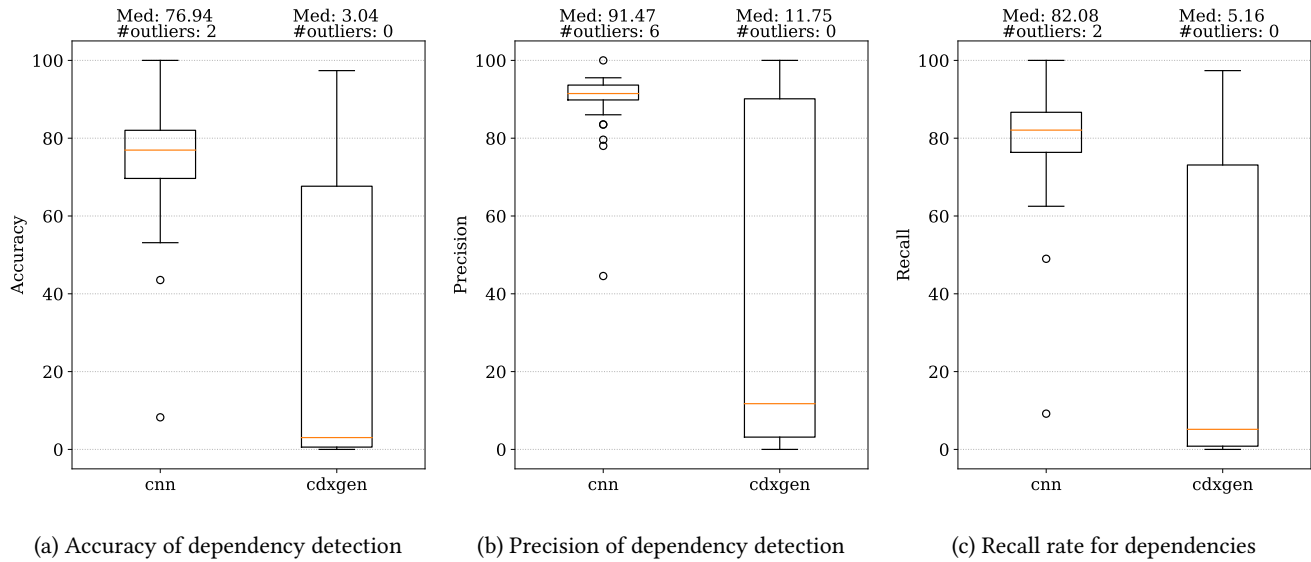 Med: 76.94
#outliers: 2
Med: 3.04
#outliers: 0
100
80
60
40
20
0
Accuracy
cnn
cdxgen
(a) Accuracy of dependency detection
Med: 91.47
#outliers: 6
Med: 11.75
#outliers: 0
100
80
60
40
20
0
Precision
cnn
cdxgen
(b) Precision of dependency detection
Med: 82.08
#outliers: 2
Med: 5.16
#outliers: 0
100
80
60
40
20
0
Recall
cnn
cdxgen
(c) Recall rate for dependencies